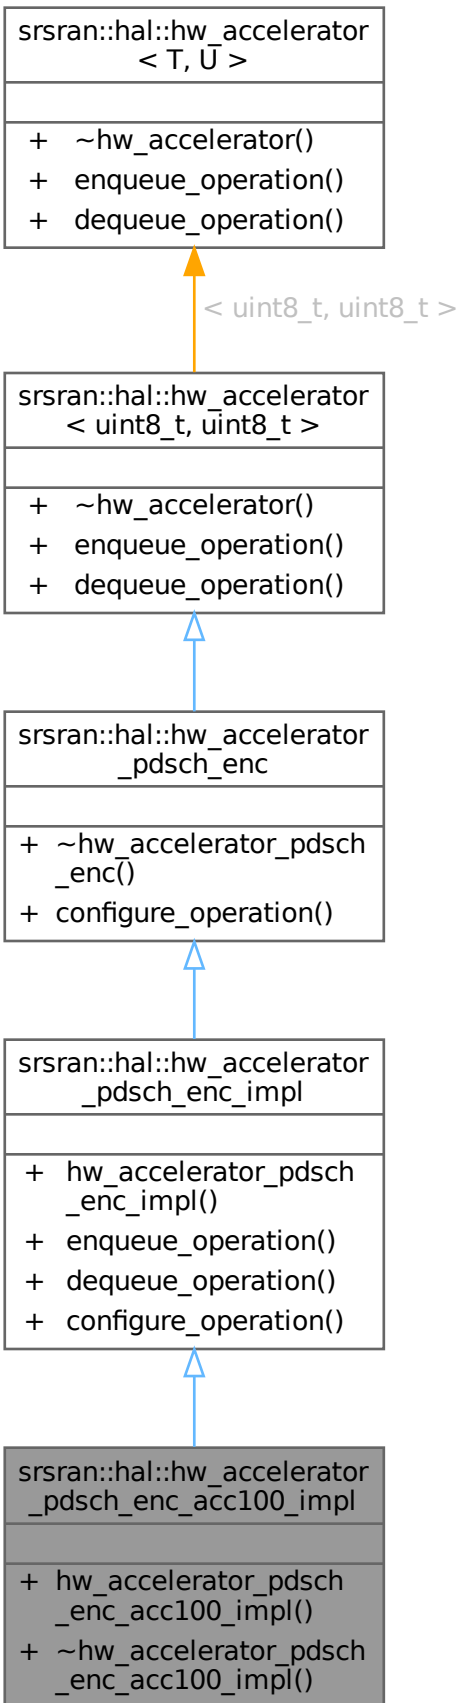 srsran::hal::hw_accelerator
< T, U >
+ ~hw_accelerator()
+ enqueue_operation()
+ dequeue_operation()
< uint8_t, uint8_t >
srsran::hal::hw_accelerator
< uint8_t, uint8_t >
+ ~hw_accelerator()
+ enqueue_operation()
+ dequeue_operation()
srsran::hal::hw_accelerator
_pdsch_enc
+ ~hw_accelerator_pdsch
_enc()
+ configure_operation()
srsran::hal::hw_accelerator
_pdsch_enc_impl
+ hw_accelerator_pdsch
_enc_impl()
+ enqueue_operation()
+ dequeue_operation()
+ configure_operation()
srsran::hal::hw_accelerator
_pdsch_enc_acc100_impl
+ hw_accelerator_pdsch
_enc_acc100_impl()
+ ~hw_accelerator_pdsch
_enc_acc100_impl()